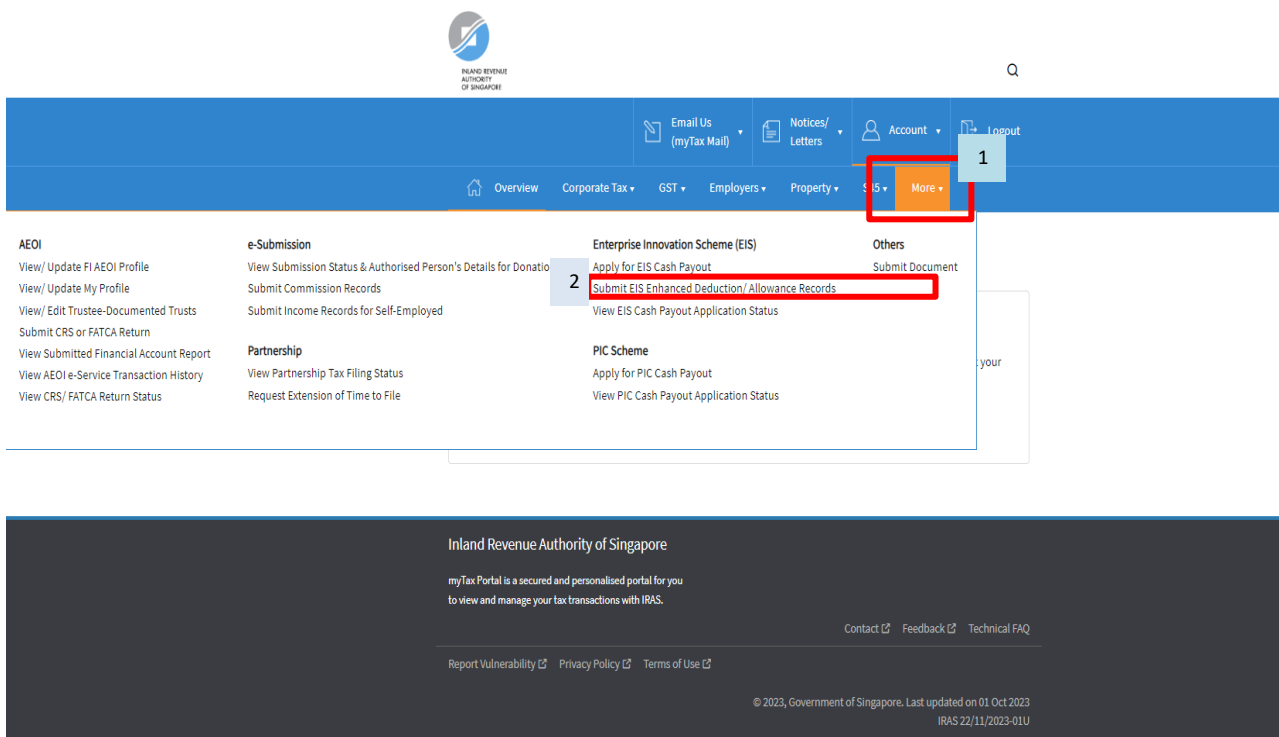 INLAND REVENUE
AUTHORITY
OF SINGAPORE
Email Us
(myTax Mail)
Notices/
Letters
Account
Logout
1
Overview
Corporate Tax
GST
Employers
Property
S45
More
AEOI
View/ Update FI AEOI Profile
View/ Update My Profile
View/ Edit Trustee-Documented Trusts
Submit CRS or FATCA Return
View Submitted Financial Account Report
View AEOI e-Service Transaction History
View CRS/ FATCA Return Status
e-Submission
View Submission Status & Authorised Person's Details for Donatio
Submit Commission Records
Submit Income Records for Self-Employed
Partnership
View Partnership Tax Filing Status
Request Extension of Time to File
Enterprise Innovation Scheme (EIS)
Apply for EIS Cash Payout
2
Submit EIS Enhanced Deduction/ Allowance Records
View EIS Cash Payout Application Status
PIC Scheme
Apply for PIC Cash Payout
View PIC Cash Payout Application Status
Others
Submit Document
your
Inland Revenue Authority of Singapore
myTax Portal is a secured and personalised portal for you
to view and manage your tax transactions with IRAS.
Contact
Feedback
Technical FAQ
Report Vulnerability
Privacy Policy
Terms of Use
© 2023, Government of Singapore. Last updated on 01 Oct 2023
IRAS 22/11/2023-01U